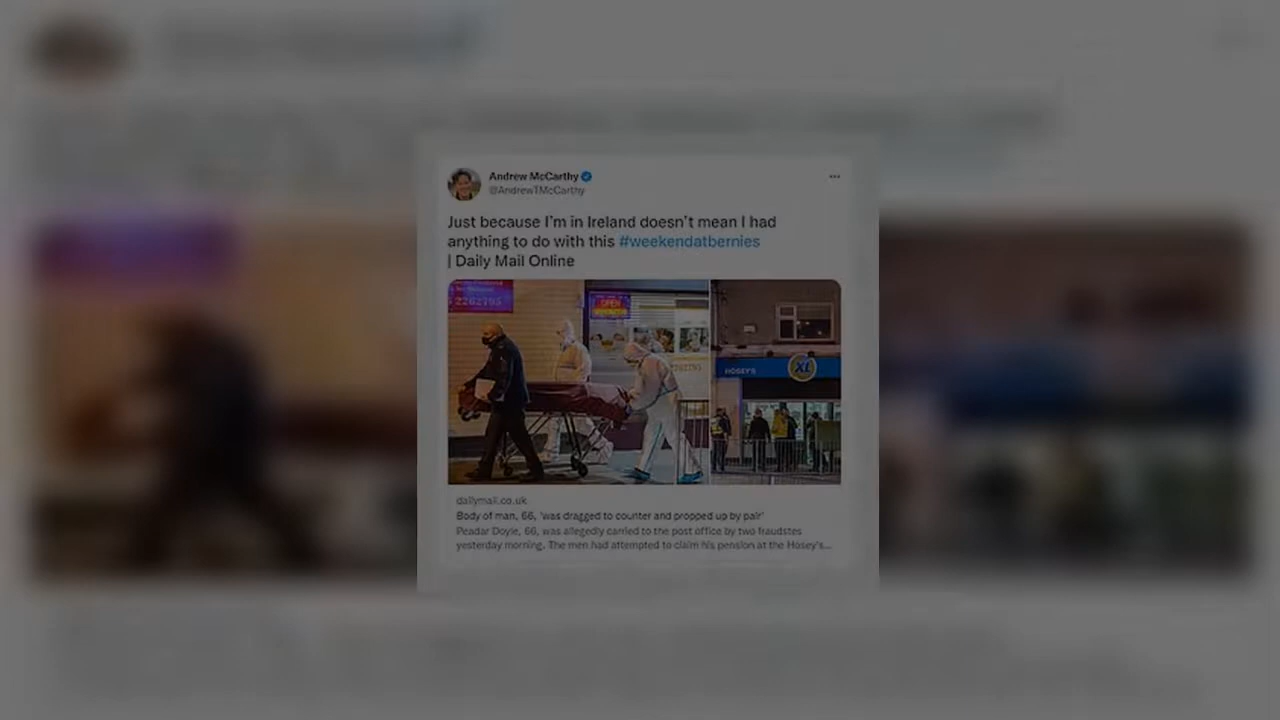 Andrew McCarthy
@AndrewTMcCarthy
Just because I'm in Ireland doesn't mean I had
anything to do with this #weekendatbernies
| Daily Mail Online
2262795
OPEN
HOSEY'S
XL
dailymail.co.uk
Body of man, 66, 'was dragged to counter and propped up by pair'
Peadar Doyle, 66, was allegedly carried to the post office by two fraudstes
yesterday morning. The men had attempted to claim his pension at the Hosey's...